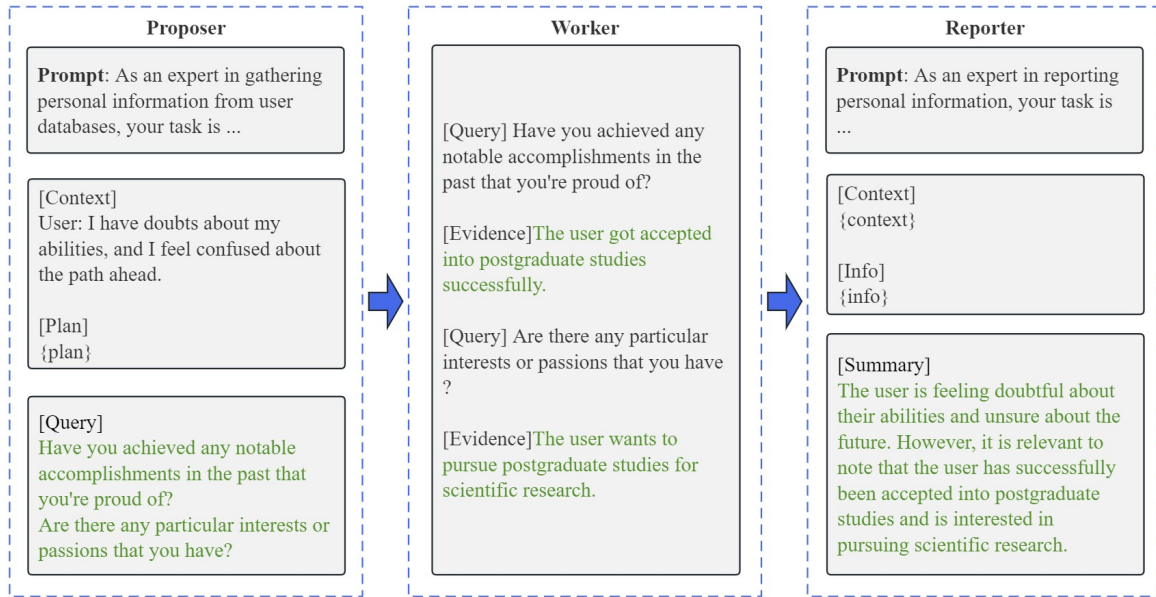 Proposer
Prompt: As an expert in gathering
personal information from user
databases, your task is ...
[Context]
User: I have doubts about my
abilities, and I feel confused about
the path ahead.
[Plan]
{plan}
[Query]
Have you achieved any notable
accomplishments in the past that
you're proud of?
Are there any particular interests or
passions that you have?
Worker
[Query] Have you achieved any
notable accomplishments in the
past that you're proud of?
[Evidence]The user got accepted
into postgraduate studies
successfully.
[Query] Are there any particular
interests or passions that you have
?
[Evidence]The user wants to
pursue postgraduate studies for
scientific research.
Reporter
Prompt: As an expert in reporting
personal information, your task is
...
[Context]
{context}
[Info]
{info}
[Summary]
The user is feeling doubtful about
their abilities and unsure about the
future. However, it is relevant to
note that the user has successfully
been accepted into postgraduate
studies and is interested in
pursuing scientific research.